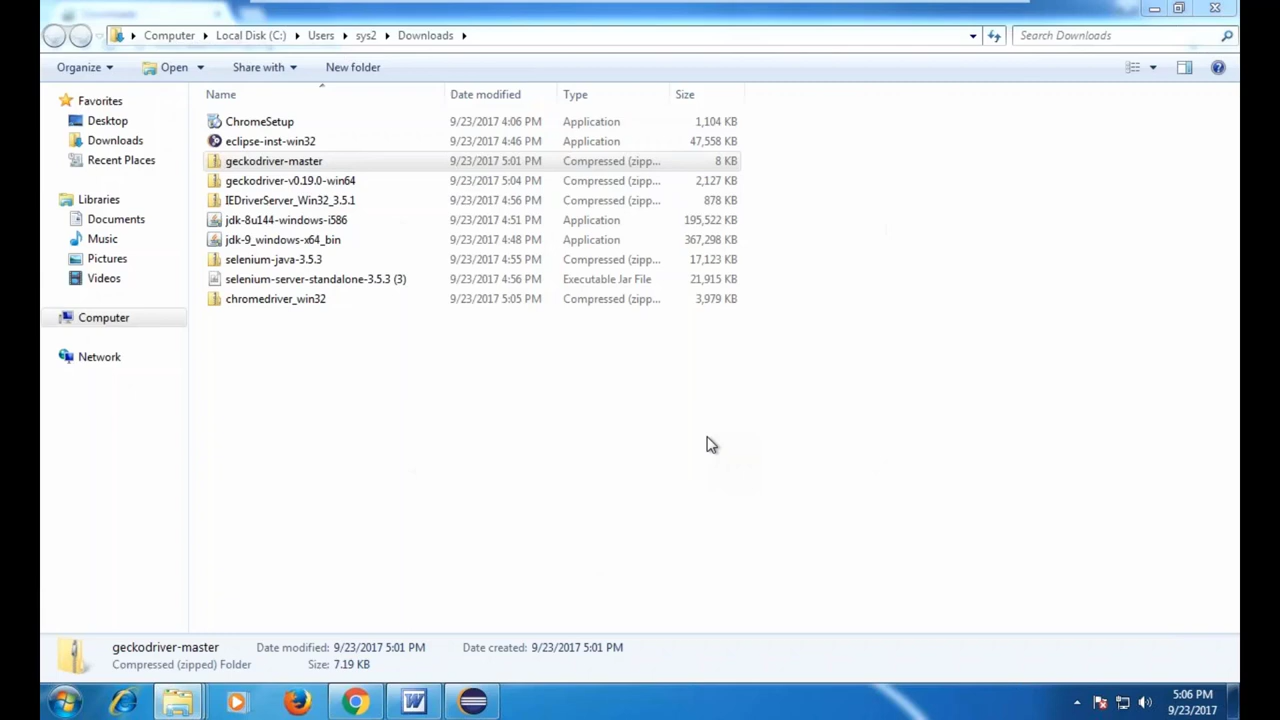 Computer Local Disk (C:) Users sys2 Downloads
Search Downloads
Organize Open Share with New folder
Name Date modified Type Size
Favorites
Desktop
Downloads
Recent Places
Libraries
Documents
Music
Pictures
Videos
Computer
Network
ChromeSetup 9/23/2017 4:06 PM Application 1,104 KB
eclipse-inst-win32 9/23/2017 4:46 PM Application 47,558 KB
geckodriver-master 9/23/2017 5:01 PM Compressed (zipp... 8 KB
geckodriver-v0.19.0-win64 9/23/2017 5:04 PM Compressed (zipp... 2,127 KB
IEDriverServer_Win32_3.5.1 9/23/2017 4:56 PM Compressed (zipp... 878 KB
jdk-8u144-windows-i586 9/23/2017 4:51 PM Application 195,522 KB
jdk-9_windows-x64_bin 9/23/2017 4:48 PM Application 367,298 KB
selenium-java-3.5.3 9/23/2017 4:55 PM Compressed (zipp... 17,123 KB
selenium-server-standalone-3.5.3 (3) 9/23/2017 4:56 PM Executable Jar File 21,915 KB
chromedriver_win32 9/23/2017 5:05 PM Compressed (zipp... 3,979 KB
geckodriver-master Date modified: 9/23/2017 5:01 PM Date created: 9/23/2017 5:01 PM
Compressed (zipped) Folder Size: 7.19 KB
5:06 PM
9/23/2017